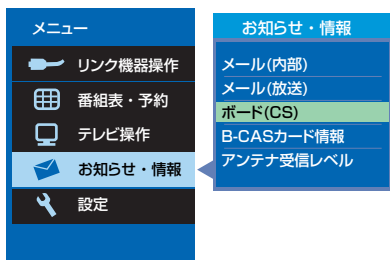 メニュー
リンク機器操作
番組表・予約
テレビ操作
お知らせ・情報
設定
お知らせ・情報
メール(内部)
メール(放送)
ボード(CS)
B-CASカード情報
アンテナ受信レベル